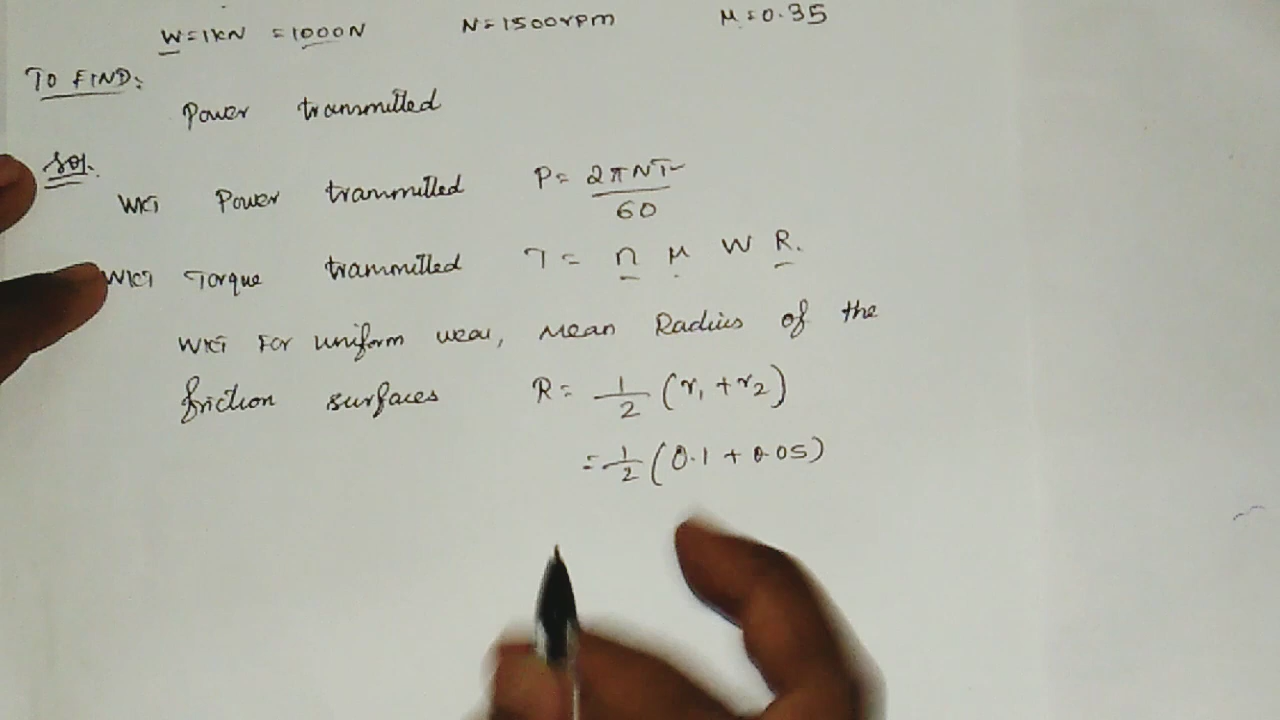 W=1KN = 1000N N=1500rpm μ=0.35
TO FIND:
Power transmitted
Sol.
WKT Power transmitted P= 2πNT/60
WKT Torque transmitted T = n μ W R.
WKT For uniform wear, Mean Radius of the
friction surfaces R= 1/2 (r₁ + r₂)
= 1/2 (0.1 + 0.05)